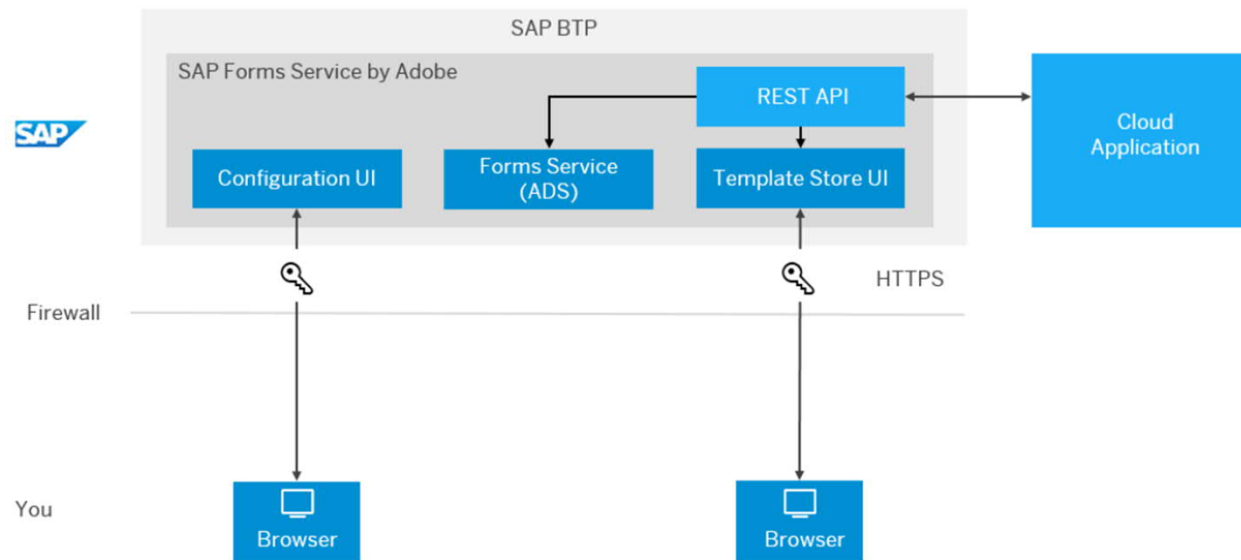 SAP BTP
SAP Forms Service by Adobe
REST API
SAP
Cloud
Application
Configuration UI
Forms Service
(ADS)
Template Store UI
HTTPS
Firewall
You
Browser
Browser